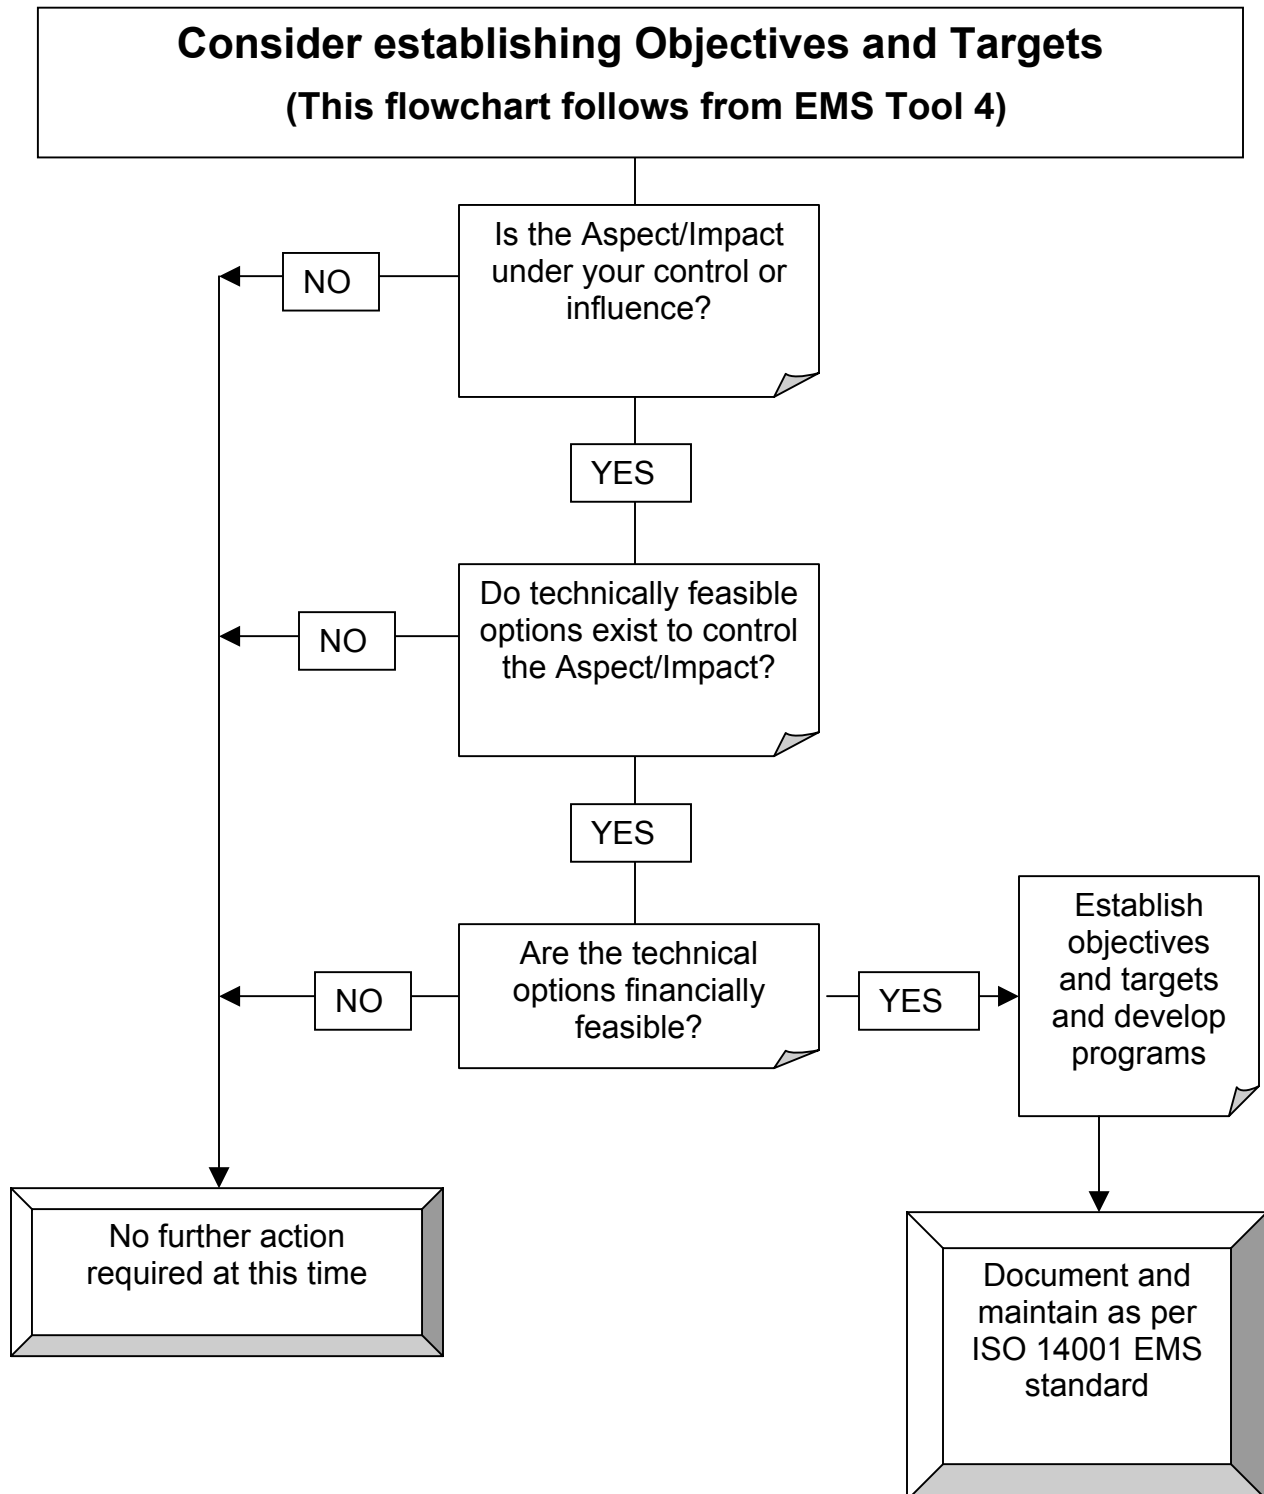 Consider establishing Objectives and Targets
(This flowchart follows from EMS Tool 4)
Is the Aspect/Impact
under your control or
influence?
NO
YES
Do technically feasible
options exist to control
the Aspect/Impact?
NO
YES
Are the technical
options financially
feasible?
NO
YES
Establish
objectives
and targets
and develop
programs
No further action
required at this time
Document and
maintain as per
ISO 14001 EMS
standard